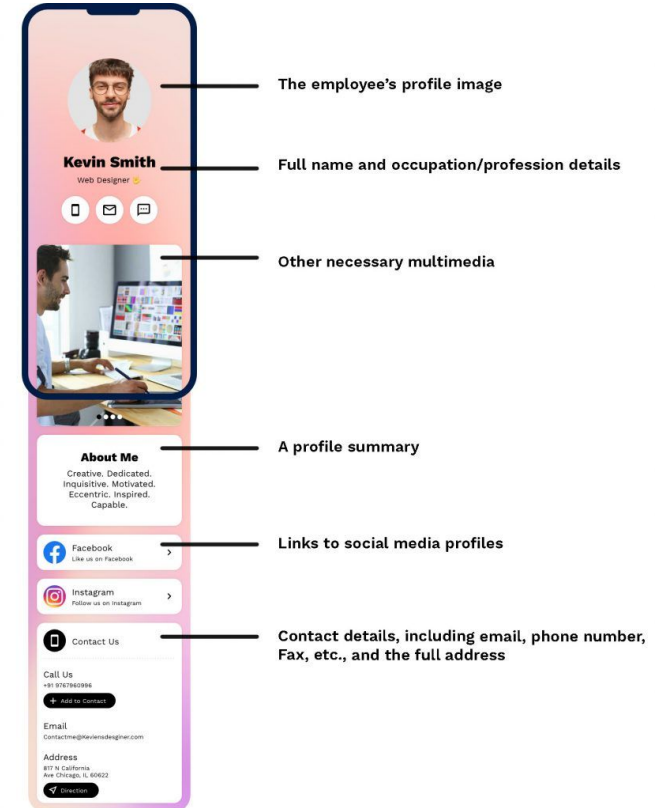 The employee's profile image
Kevin Smith
Web Designer
Full name and occupation/profession details
Other necessary multimedia
About Me
Creative. Dedicated.
Inquisitive. Motivated.
Eccentric. Inspired.
Capable.
A profile summary
Facebook
Like us on Facebook
Links to social media profiles
Instagram
Follow us on Instagram
Contact Us
Contact details, including email, phone number,
Fax, etc., and the full address
Call Us
+91 9767960996
+ Add to Contact
Email
Contactme@Keviensdesginer.com
Address
817 N California
Ave Chicago, IL 60622
Direction